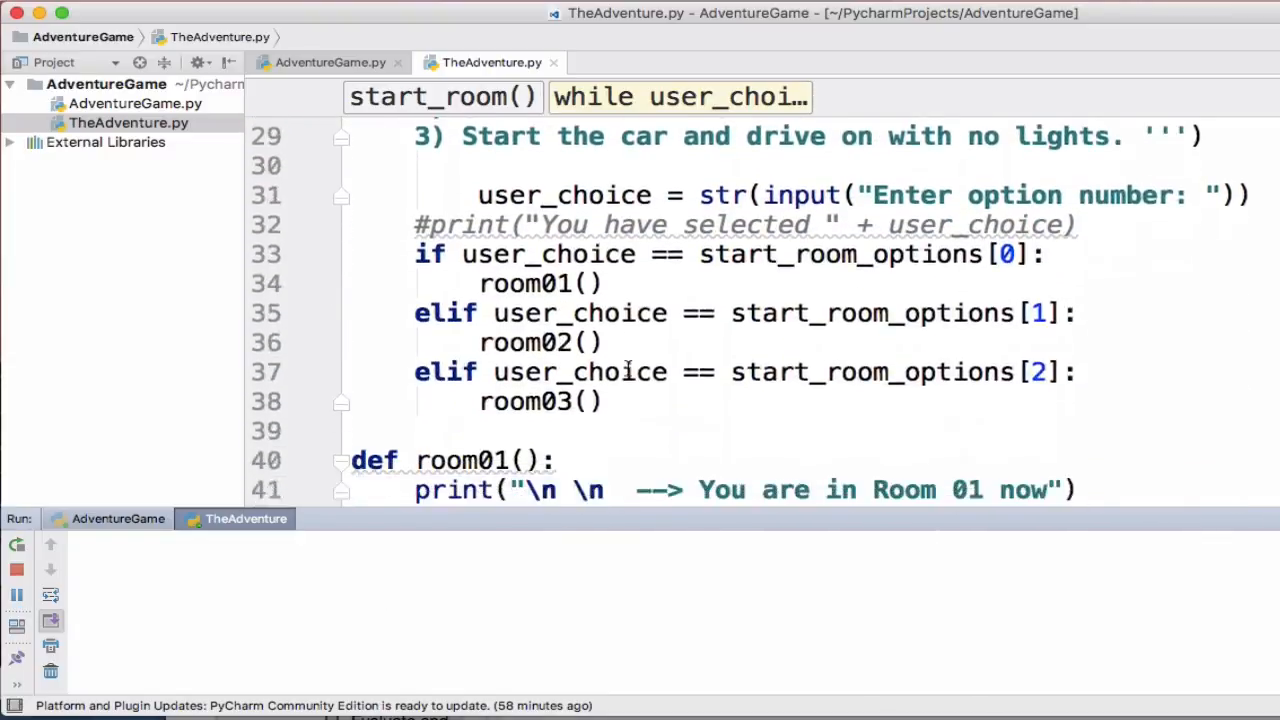 TheAdventure.py - AdventureGame - [~/PycharmProjects/AdventureGame]
AdventureGame TheAdventure.py
Project AdventureGame.py TheAdventure.py
AdventureGame ~/Pycharm
AdventureGame.py
TheAdventure.py
External Libraries
start_room() while user_choi...
29 3) Start the car and drive on with no lights. ''')
30
31 user_choice = str(input("Enter option number: "))
32 #print("You have selected " + user_choice)
33 if user_choice == start_room_options[0]:
34 room01()
35 elif user_choice == start_room_options[1]:
36 room02()
37 elif user_choice == start_room_options[2]:
38 room03()
39
40 def room01():
41 print("\n \n --> You are in Room 01 now")
Run: AdventureGame TheAdventure
Platform and Plugin Updates: PyCharm Community Edition is ready to update. (58 minutes ago)